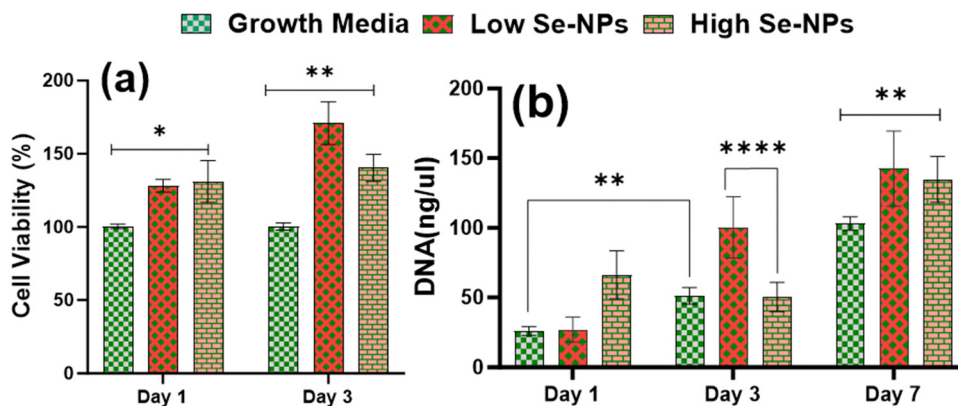 Growth Media Low Se-NPs High Se-NPs
(a)
Cell Viability (%)
200
150
100
50
0
*
**
Day 1 Day 3
(b)
DNA(ng/ul)
200
150
100
50
0
**
****
**
Day 1 Day 3 Day 7